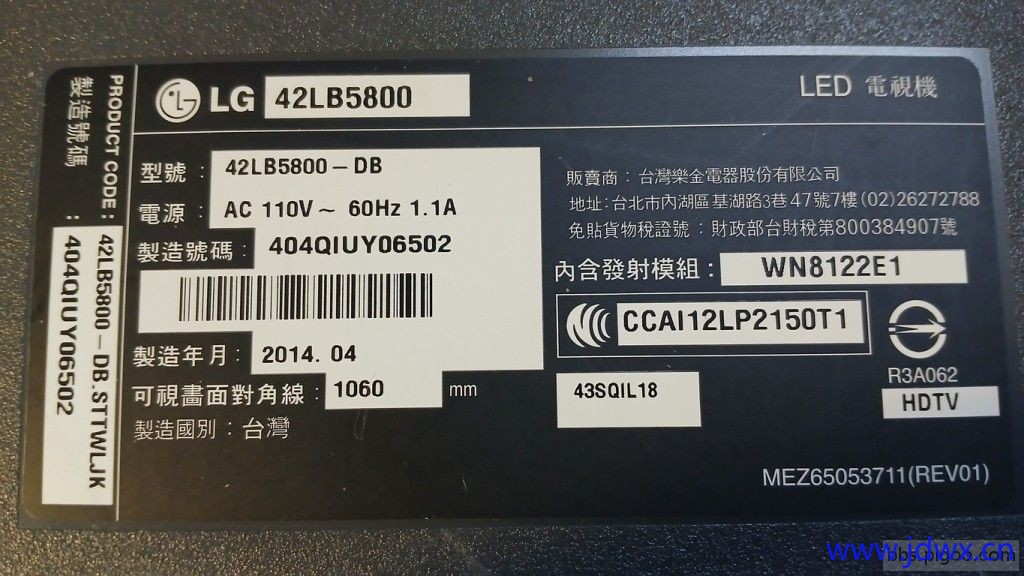 LG 42LB5800
LED 電視機
型號 : 42LB5800-DB
電源 : AC 110V~ 60Hz 1.1A
製造號碼 : 404QIUY06502
製造年月 : 2014. 04
可視畫面對角線 : 1060 mm
製造國別 : 台灣
販賣商 : 台灣樂金電器股份有限公司
地址: 台北市內湖區基湖路3巷47號7樓 (02)26272788
免貼貨物稅證號 : 財政部台財稅第800384907號
內含發射模組 : WN8122E1
CCAI12LP2150T1
R3A062
43SQIL18
HDTV
MEZ65053711(REV01)
PRODUCT CODE : 42LB5800-DB.STTWLJK
製造號碼 : 404QIUY06502
www.jdwx.cn
bbs.pigoo.com